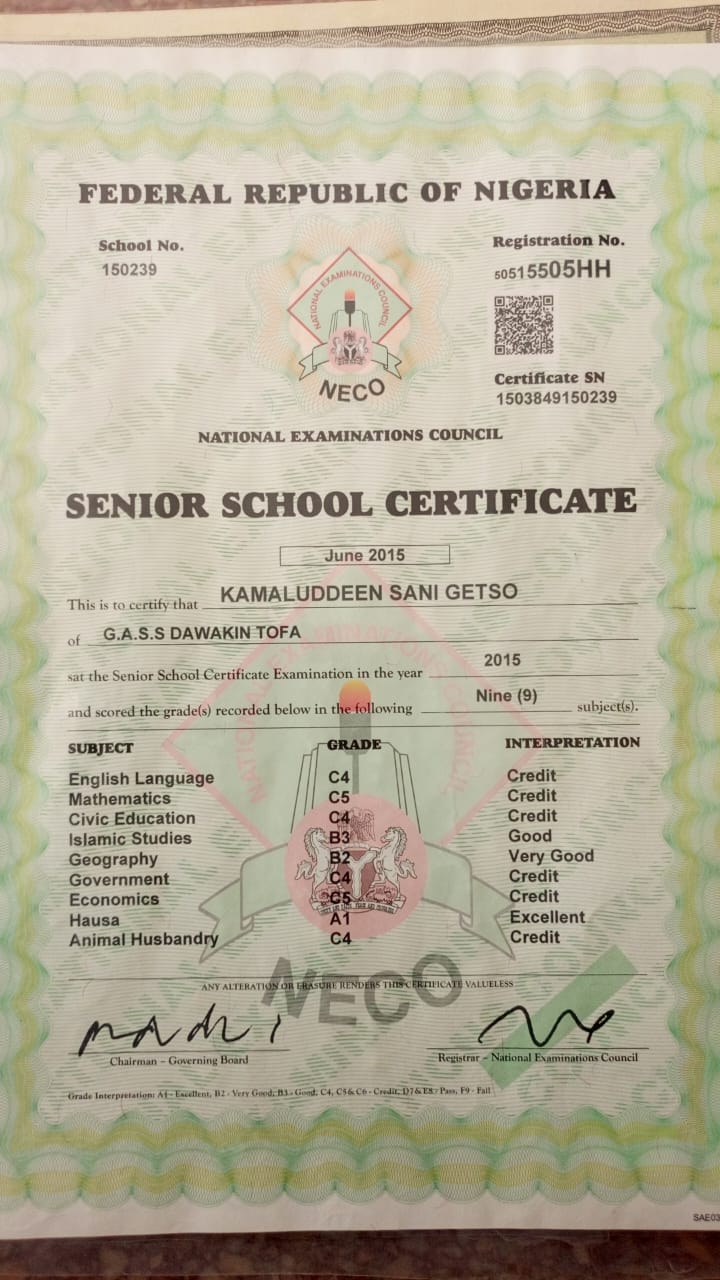 FEDERAL REPUBLIC OF NIGERIA
School No.
150239
Registration No.
50515505HH
NATIONAL EXAMINATIONS COUNCIL
NECO
Certificate SN
1503849150239
NATIONAL EXAMINATIONS COUNCIL
SENIOR SCHOOL CERTIFICATE
June 2015
This is to certify that KAMALUDDEEN SANI GETSO
of G.A.S.S DAWAKIN TOFA
sat the Senior School Certificate Examination in the year 2015
and scored the grade(s) recorded below in the following Nine (9) subject(s).
SUBJECT GRADE INTERPRETATION
English Language C4 Credit
Mathematics C5 Credit
Civic Education C4 Credit
Islamic Studies B3 Good
Geography B2 Very Good
Government C4 Credit
Economics C5 Credit
Hausa A1 Excellent
Animal Husbandry C4 Credit
NATIONAL EXAMINATIONS COUNCIL
NECO
ANY ALTERATION OR ERASURE RENDERS THIS CERTIFICATE VALUELESS
Chairman – Governing Board
Registrar – National Examinations Council
Grade Interpretation: A1 - Excellent, B2 - Very Good, B3 - Good, C4, C5 & C6 - Credit, D7 & E8 - Pass, F9 - Fail
SAE03